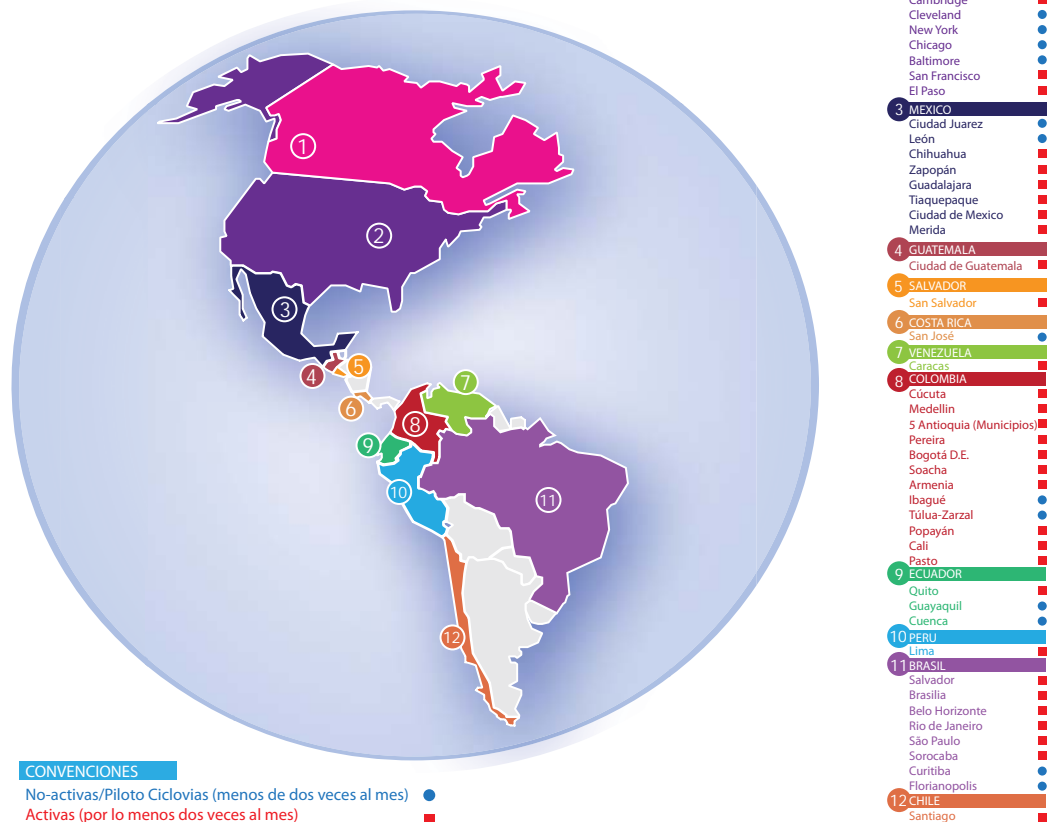 1
2
3
4
5
6
7
8
9
10
11
12
CONVENCIONES
No-activas/Piloto Ciclovias (menos de dos veces al mes)
Activas (por lo menos dos veces al mes)
Cambridge
Cleveland
New York
Chicago
Baltimore
San Francisco
El Paso
3 MEXICO
Ciudad Juarez
León
Chihuahua
Zapopán
Guadalajara
Tiaquepaque
Ciudad de Mexico
Merida
4 GUATEMALA
Ciudad de Guatemala
5 SALVADOR
San Salvador
6 COSTA RICA
San José
7 VENEZUELA
Caracas
8 COLOMBIA
Cúcuta
Medellin
5 Antioquia (Municipios)
Pereira
Bogotá D.E.
Soacha
Armenia
Ibagué
Túlua-Zarzal
Popayán
Cali
Pasto
9 ECUADOR
Quito
Guayaquil
Cuenca
10 PERU
Lima
11 BRASIL
Salvador
Brasilia
Belo Horizonte
Rio de Janeiro
São Paulo
Sorocaba
Curitiba
Florianopolis
12 CHILE
Santiago